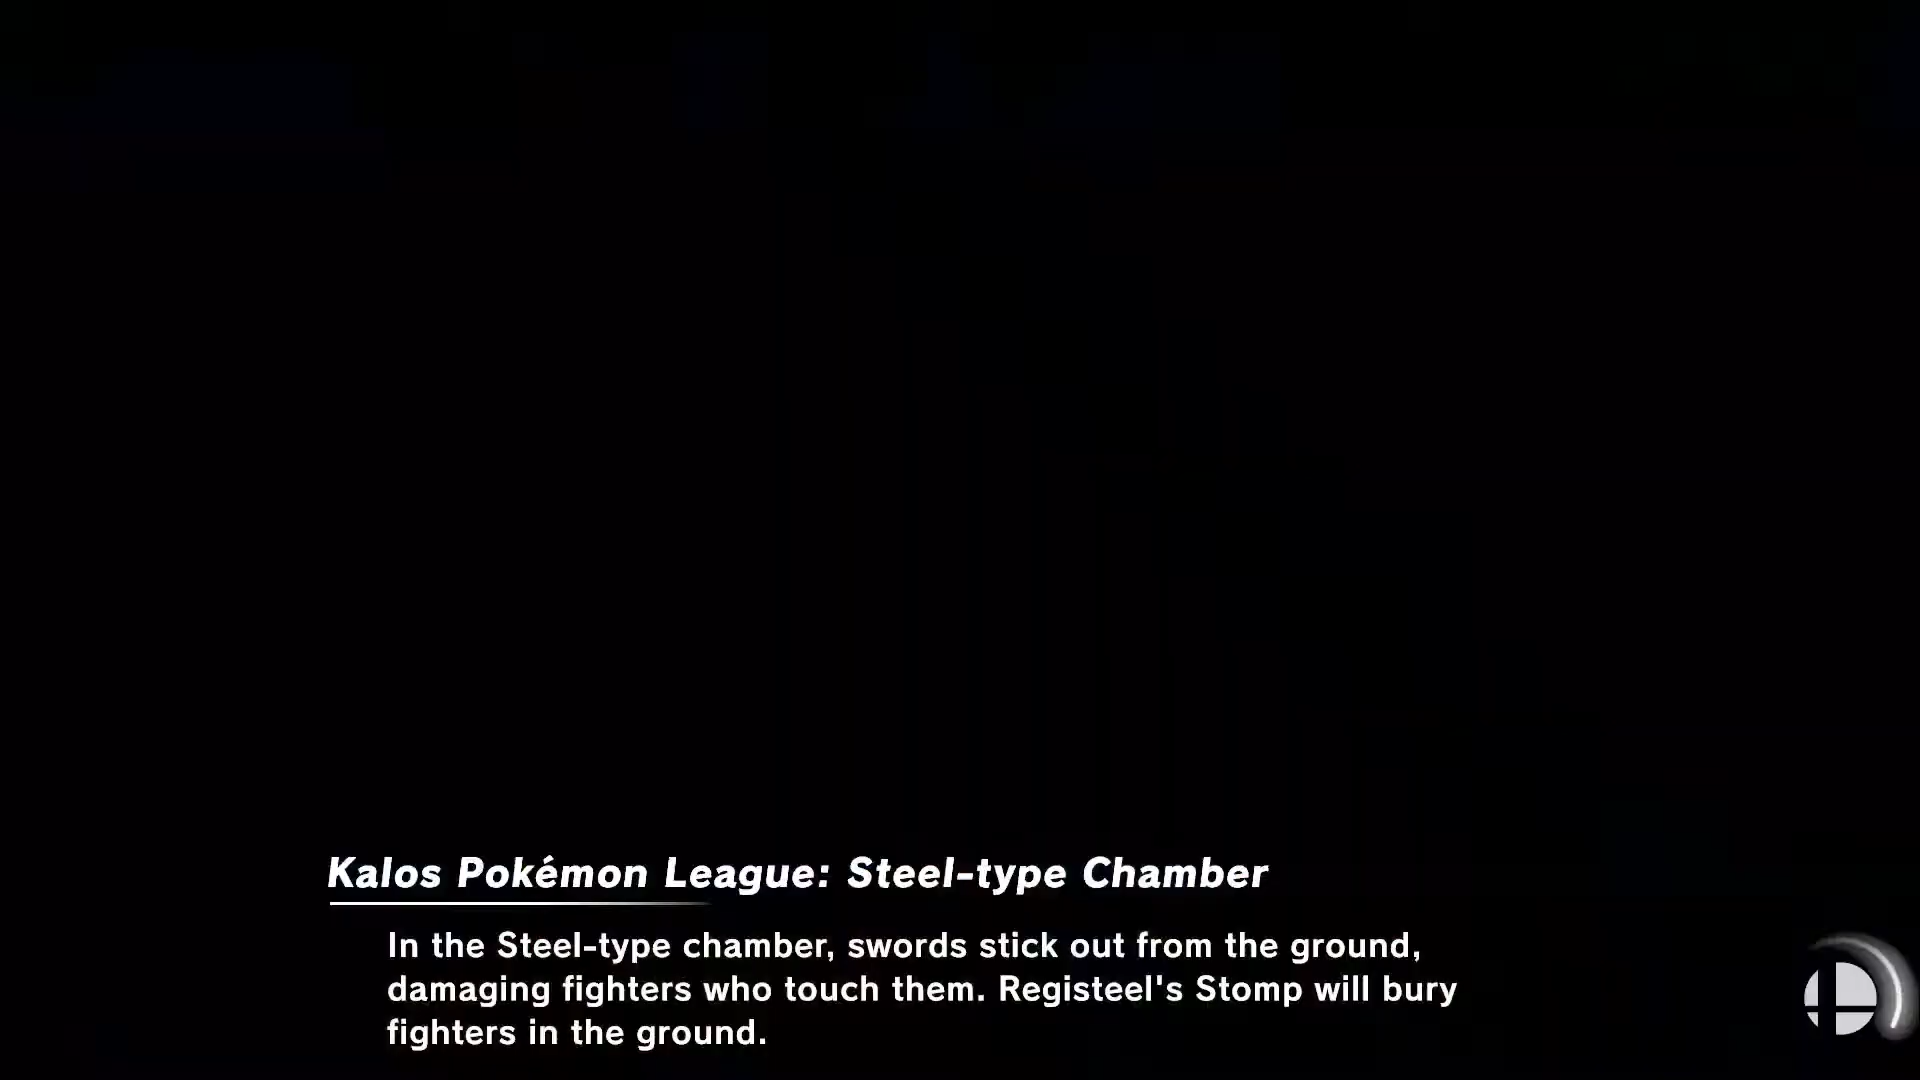 Kalos Pokémon League: Steel-type Chamber
In the Steel-type chamber, swords stick out from the ground,
damaging fighters who touch them. Registeel's Stomp will bury
fighters in the ground.